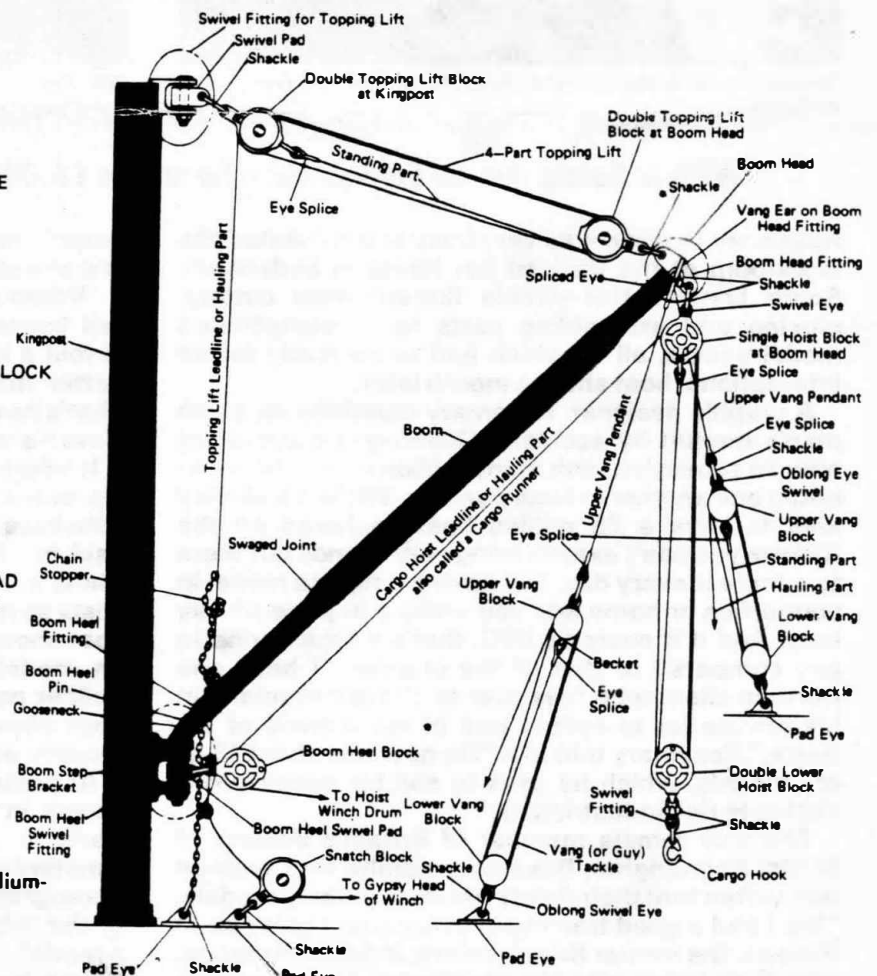 Swivel Fitting for Topping Lift
Swivel Pad
Shackle
Double Topping Lift Block
at Kingpost
Double Topping Lift
Block at Boom Head
4-Part Topping Lift
Standing Part
Boom Head
Shackle
Eye Splice
Vang Ear on Boom
Head Fitting
Boom Head Fitting
Spliced Eye
Shackle
Swivel Eye
Single Hoist Block
at Boom Head
Kingpost
LOCK
Eye Splice
Upper Vang Pendant
Topping Lift Leadline or Hauling Part
Boom
Eye Splice
Shackle
Upper Vang Pendant
Oblong Eye
Swivel
Cargo Hoist Leadline or Hauling Part
also called a Cargo Runner
Upper Vang
Block
Swaged Joint
Eye Splice
Standing Part
Chain
Stopper
Upper Vang
Block
Hauling Part
AD
Lower Vang
Block
Boom Heel
Fitting
Becket
Boom Heel
Pin
Eye
Splice
Shackle
Gooseneck
Pad Eye
Boom Heel Block
Boom Step
Bracket
Double Lower
Hoist Block
To Hoist
Winch Drum
Swivel
Fitting
Lower Vang
Block
Boom Heel
Swivel
Fitting
Boom Heel Swivel Pad
Shackle
Snatch Block
Vang (or Guy)
Tackle
Shackle
Cargo Hook
To Gypsy Head
of Winch
dium-
Oblong Swivel Eye
Shackle
Pad Eye
Shackle
Pad Eye
Pad Eye